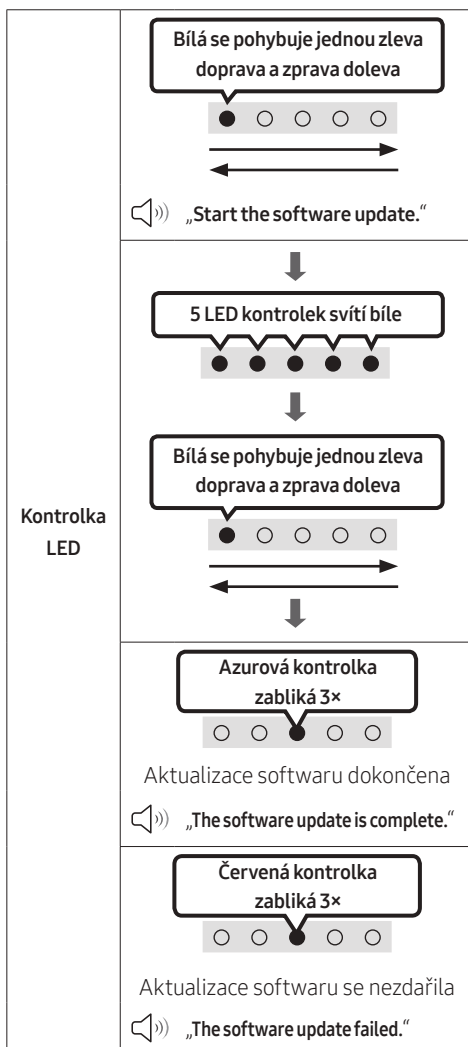 Bílá se pohybuje jednou zleva
doprava a zprava doleva
„Start the software update.“
5 LED kontrolek svítí bíle
Bílá se pohybuje jednou zleva
doprava a zprava doleva
Kontrolka
LED
Azurová kontrolka
zabliká 3×
Aktualizace softwaru dokončena
„The software update is complete.“
Červená kontrolka
zabliká 3×
Aktualizace softwaru se nezdařila
„The software update failed.“